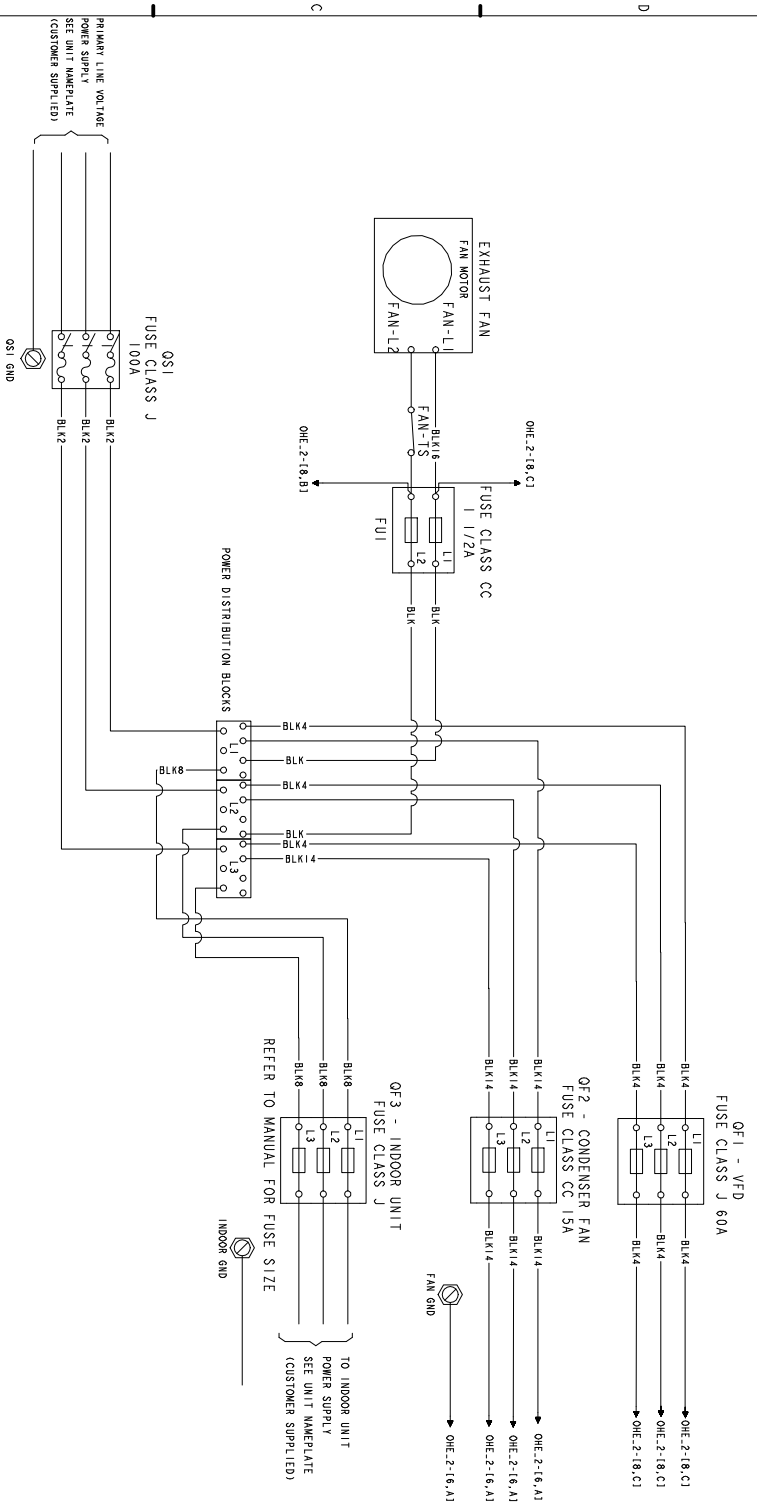 D
C
QF1 - VFD
FUSE CLASS J 60A
L1
L2
L3
BLK4
BLK4
BLK4
BLK4
BLK4
BLK4
OHE_2-[8,C]
OHE_2-[8,C]
OHE_2-[8,C]
QF2 - CONDENSER FAN
FUSE CLASS CC 15A
L1
L2
L3
BLK14
BLK14
BLK14
BLK14
BLK14
BLK14
OHE_2-[6,A]
OHE_2-[6,A]
OHE_2-[6,A]
OHE_2-[6,A]
FAN GND
EXHAUST FAN
FAN MOTOR
FAN-L1
FAN-L2
BLK16
FAN-TS
OHE_2-[8,C]
OHE_2-[8,B]
FUSE CLASS CC
1 1/2A
L1
L2
FU1
BLK
BLK
QF3 - INDOOR UNIT
FUSE CLASS J
L1
L2
L3
BLK8
BLK8
BLK8
REFER TO MANUAL FOR FUSE SIZE
TO INDOOR UNIT
POWER SUPPLY
SEE UNIT NAMEPLATE
(CUSTOMER SUPPLIED)
INDOOR GND
BLK4
BLK
BLK4
BLK
BLK4
BLK14
POWER DISTRIBUTION BLOCKS
L1
L2
L3
BLK8
PRIMARY LINE VOLTAGE
POWER SUPPLY
SEE UNIT NAMEPLATE
(CUSTOMER SUPPLIED)
QS1
FUSE CLASS J
100A
BLK2
BLK2
BLK2
QS1 GND